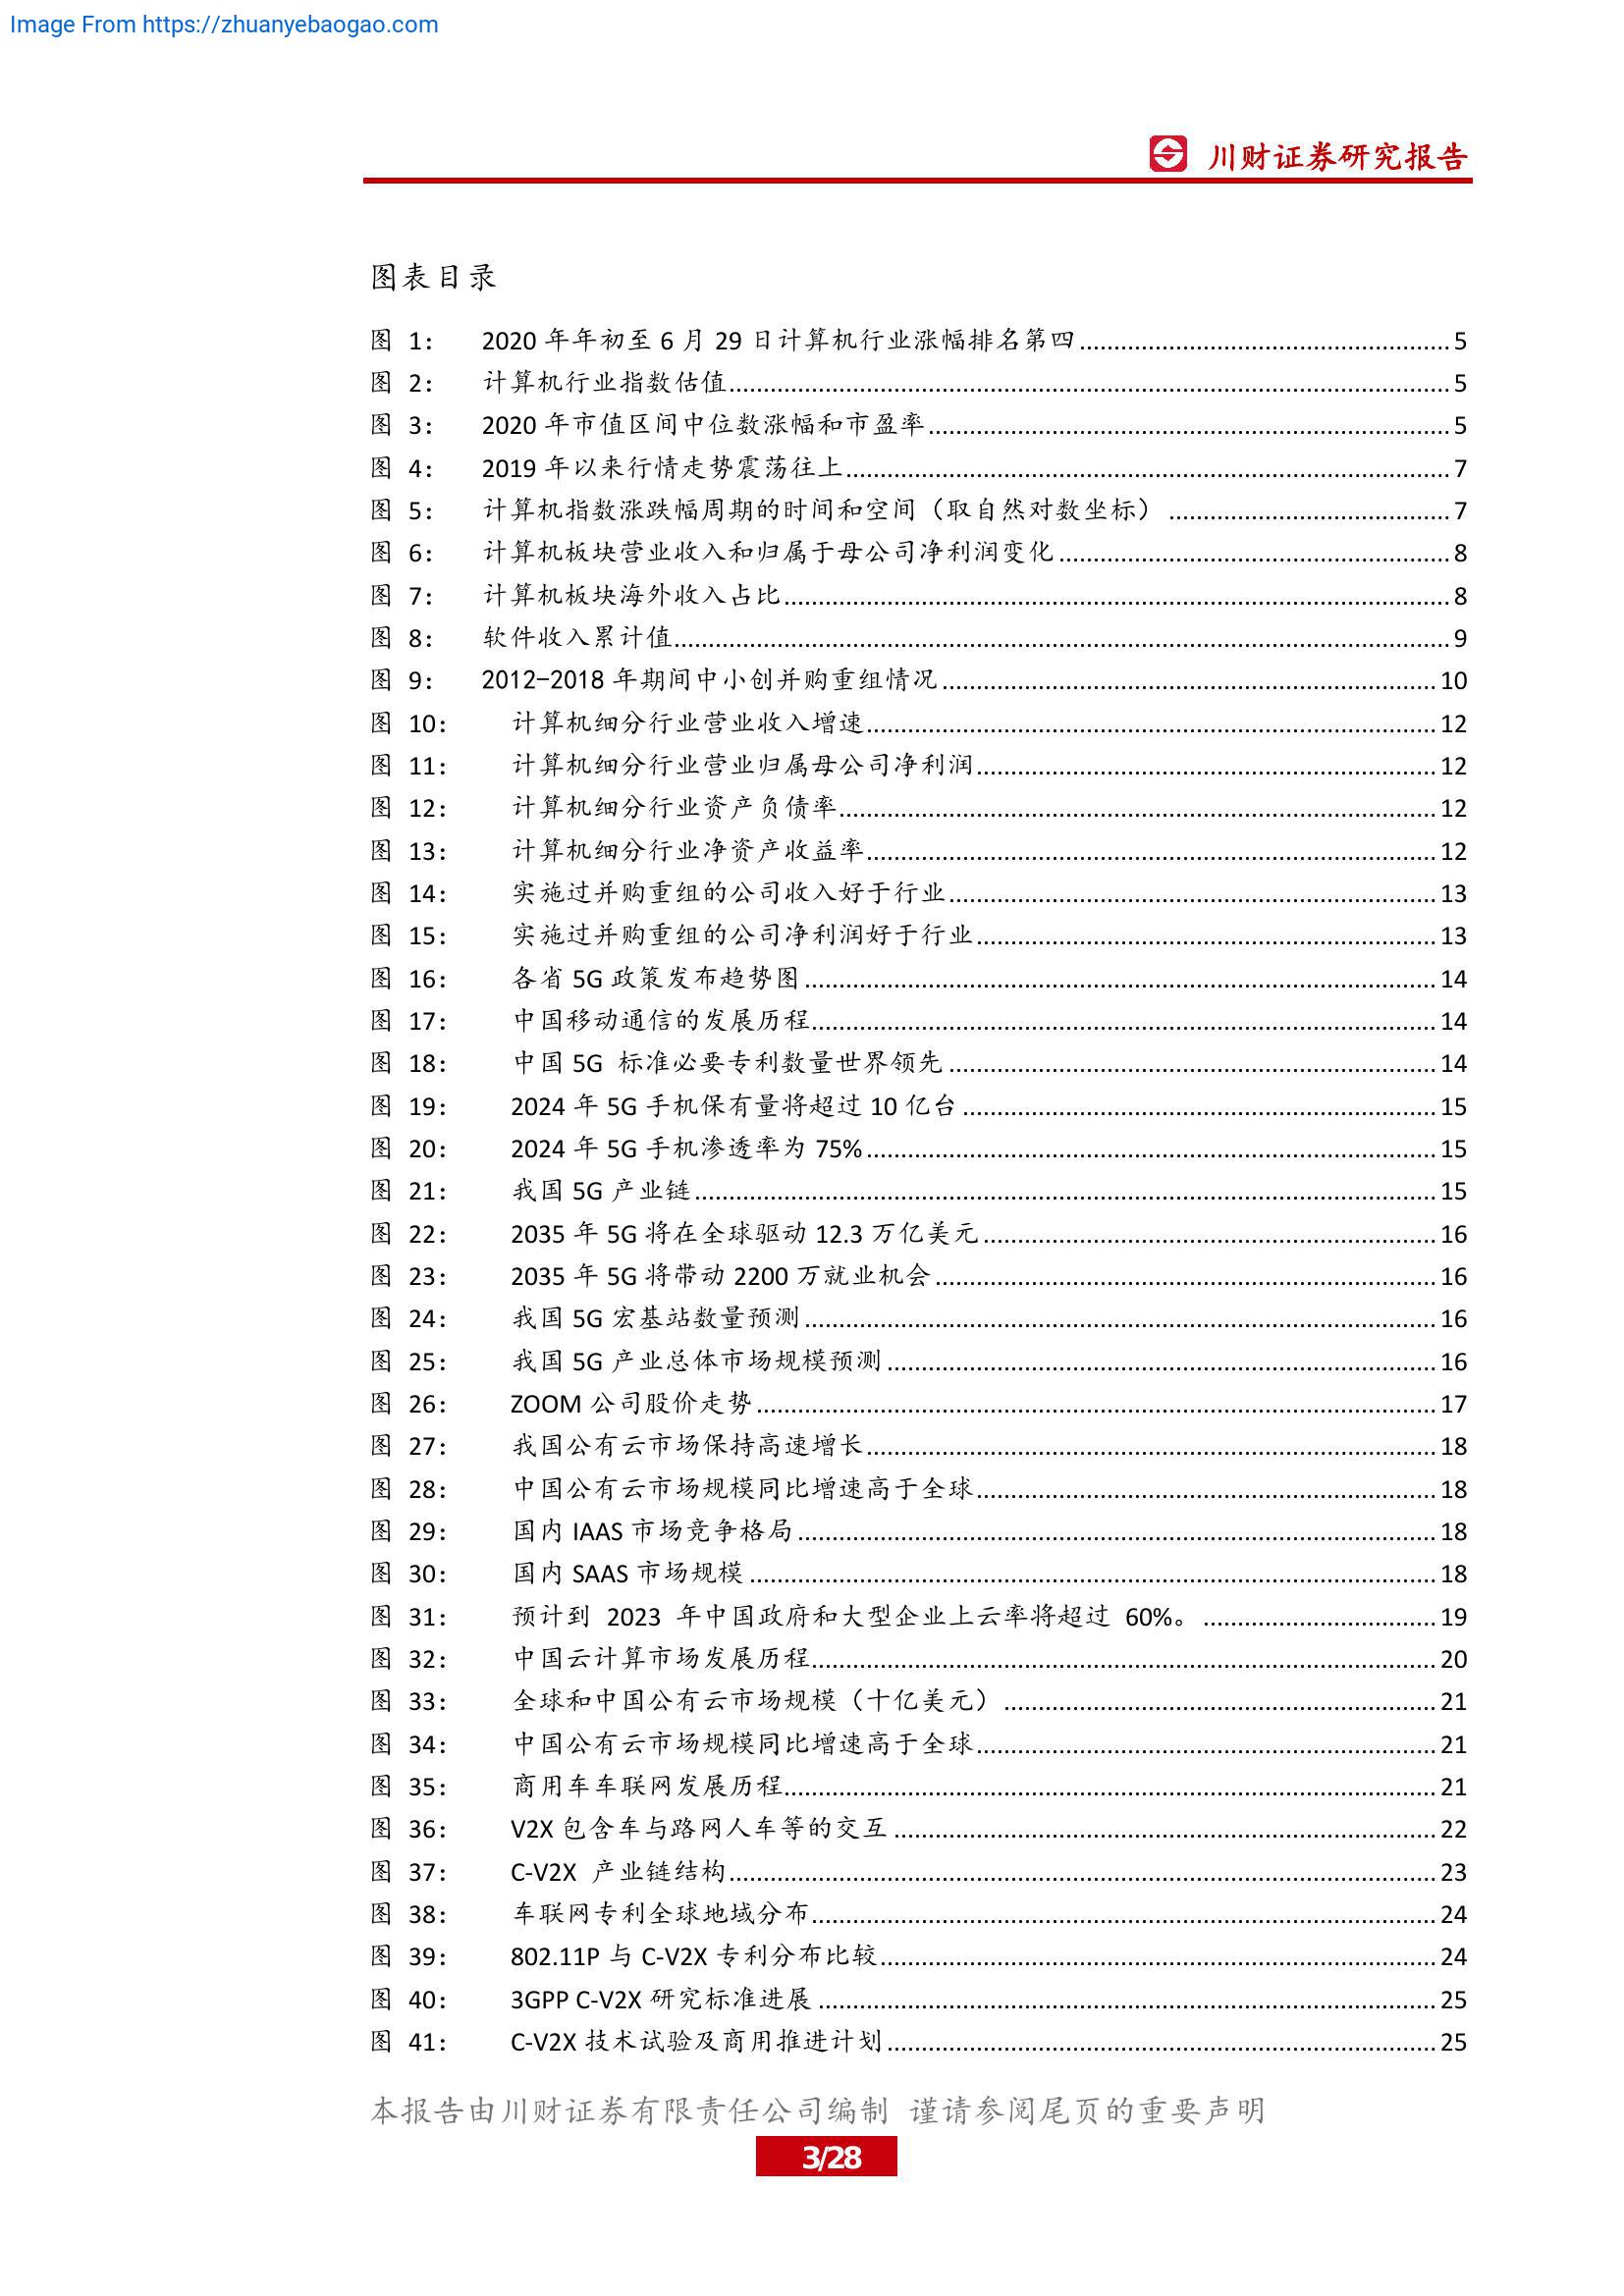 Image From https://zhuanyebaogao.com
川财证券研究报告
图表目录
图 1: 2020 年年初至 6 月 29 日计算机行业涨幅排名第四 5
图 2: 计算机行业指数估值 5
图 3: 2020 年市值区间中位数涨幅和市盈率 5
图 4: 2019 年以来行情走势震荡往上 7
图 5: 计算机指数涨跌幅周期的时间和空间（取自然对数坐标） 7
图 6: 计算机板块营业收入和归属于母公司净利润变化 8
图 7: 计算机板块海外收入占比 8
图 8: 软件收入累计值 9
图 9: 2012-2018 年期间中小创并购重组情况 10
图 10: 计算机细分行业营业收入增速 12
图 11: 计算机细分行业营业归属母公司净利润 12
图 12: 计算机细分行业资产负债率 12
图 13: 计算机细分行业净资产收益率 12
图 14: 实施过并购重组的公司收入好于行业 13
图 15: 实施过并购重组的公司净利润好于行业 13
图 16: 各省 5G 政策发布趋势图 14
图 17: 中国移动通信的发展历程 14
图 18: 中国 5G 标准必要专利数量世界领先 14
图 19: 2024 年 5G 手机保有量将超过 10 亿台 15
图 20: 2024 年 5G 手机渗透率为 75% 15
图 21: 我国 5G 产业链 15
图 22: 2035 年 5G 将在全球驱动 12.3 万亿美元 16
图 23: 2035 年 5G 将带动 2200 万就业机会 16
图 24: 我国 5G 宏基站数量预测 16
图 25: 我国 5G 产业总体市场规模预测 16
图 26: ZOOM 公司股价走势 17
图 27: 我国公有云市场保持高速增长 18
图 28: 中国公有云市场规模同比增速高于全球 18
图 29: 国内 IAAS 市场竞争格局 18
图 30: 国内 SAAS 市场规模 18
图 31: 预计到 2023 年中国政府和大型企业上云率将超过 60%。 19
图 32: 中国云计算市场发展历程 20
图 33: 全球和中国公有云市场规模（十亿美元） 21
图 34: 中国公有云市场规模同比增速高于全球 21
图 35: 商用车车联网发展历程 21
图 36: V2X 包含车与路网人车等的交互 22
图 37: C-V2X 产业链结构 23
图 38: 车联网专利全球地域分布 24
图 39: 802.11P 与 C-V2X 专利分布比较 24
图 40: 3GPP C-V2X 研究标准进展 25
图 41: C-V2X 技术试验及商用推进计划 25
本报告由川财证券有限责任公司编制 谨请参阅尾页的重要声明
3/28